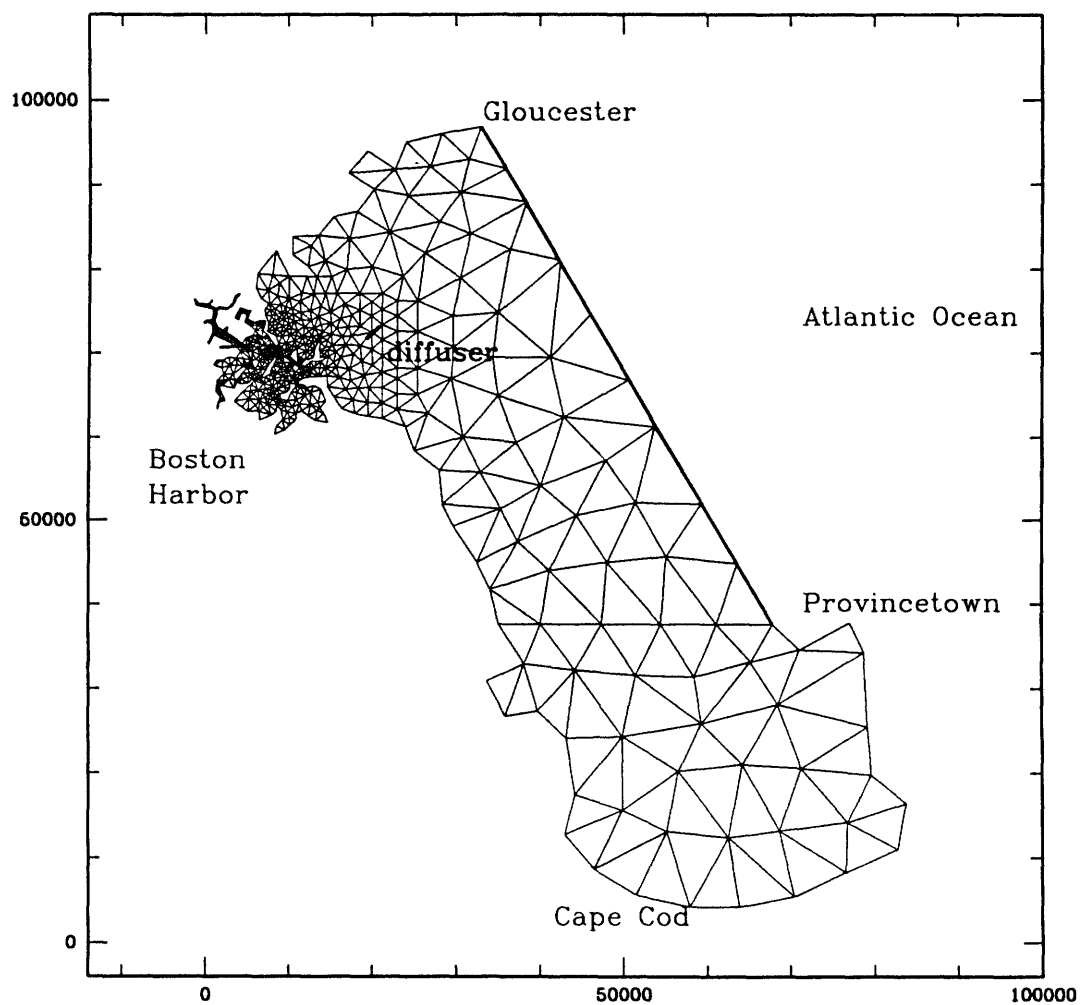 100000
Gloucester
Atlantic Ocean
diffuser
Boston
Harbor
60000
Provincetown
Cape Cod
0
0
50000
100000